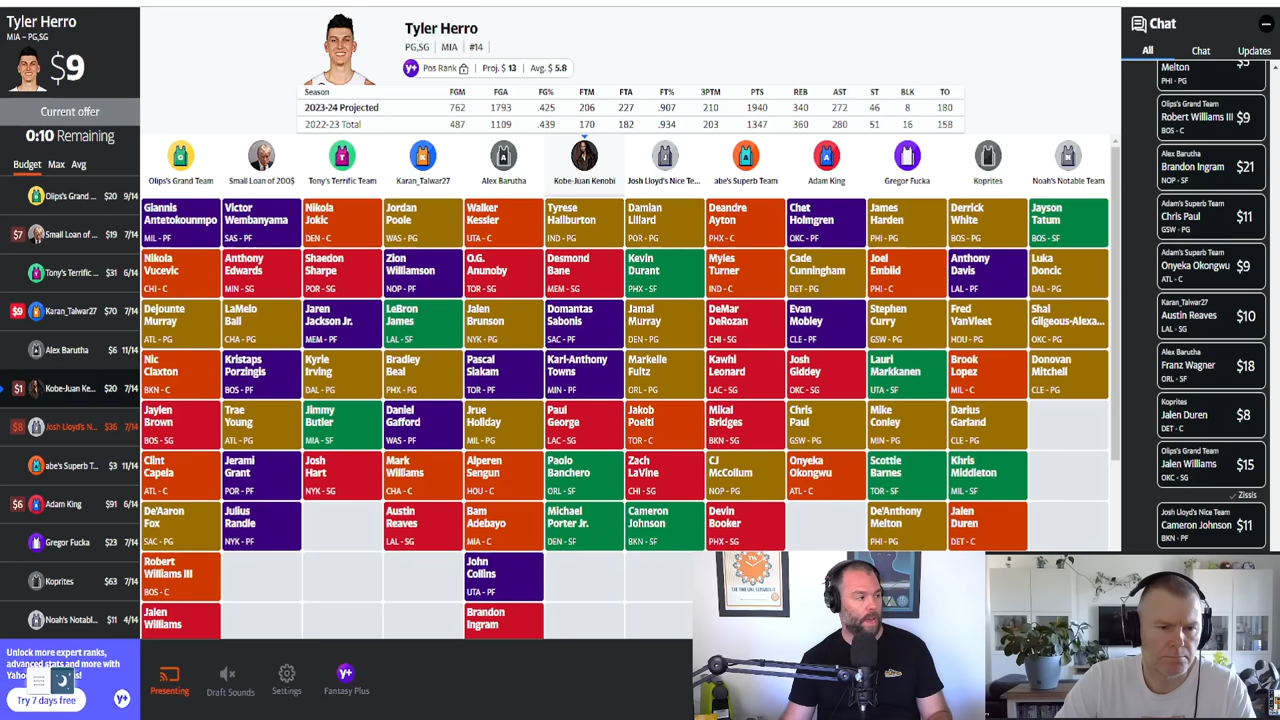 Tyler Herro
MIA – PG,SG
$9
Current offer
0:10 Remaining
Budget Max Avg
Olips's Grand ... $20 9/14
$7 Small Loan of ... $19 7/14
Tony's Terrific ... $31 6/14
$9 Karan_Talwar27 $70 7/14
Alex Barutha $6 11/14
$1 Kobe-Juan Ke... $20 7/14
$8 Josh Lloyd's N... $36 7/14
abe's Superb T... $3 11/14
$6 Adam King $91 6/14
Gregor Fucka $23 7/14
Koprites $63 7/14
Noah's Notabl... $11 4/14
Unlock more expert ranks,
advanced stats and more with
Try 7 days free
y+
Tyler Herro
PG,SG MIA #14
y+ Pos Rank Proj. $ 13 Avg. $ 5.8
Season FGM FGA FG% FTM FTA FT% 3PTM PTS REB AST ST BLK TO
2023-24 Projected 762 1793 .425 206 227 .907 210 1940 340 272 46 8 180
2022-23 Total 487 1109 .439 170 182 .934 203 1347 360 280 51 16 158
Olips's Grand Team Small Loan of 200$ Tony's Terrific Team Karan_Talwar27 Alex Barutha Kobe-Juan Kenobi Josh Lloyd's Nice Te... abe's Superb Team Adam King Gregor Fucka Koprites Noah's Notable Team
Giannis Victor Nikola Jordan Walker Tyrese Damian Deandre Chet James Derrick Jayson
Antetokounmpo Wembanyama Jokic Poole Kessler Haliburton Lillard Ayton Holmgren Harden White Tatum
MIL - PF SAS - PF DEN - C WAS - PG UTA - C IND - PG POR - PG PHX - C OKC - PF PHI - PG BOS - PG BOS - SF
Nikola Anthony Shaedon Zion O.G. Desmond Kevin Myles Cade Joel Anthony Luka
Vucevic Edwards Sharpe Williamson Anunoby Bane Durant Turner Cunningham Embiid Davis Doncic
CHI - C MIN - SG POR - SG NOP - PF TOR - SG MEM - SG PHX - SF IND - C DET - PG PHI - C LAL - PF DAL - PG
Dejounte LaMelo Jaren LeBron Jalen Domantas Jamal DeMar Evan Stephen Fred Shai
Murray Ball Jackson Jr. James Brunson Sabonis Murray DeRozan Mobley Curry VanVleet Gilgeous-Alexa...
ATL - PG CHA - PG MEM - PF LAL - SF NYK - PG SAC - PF DEN - PG CHI - SG CLE - PF GSW - PG HOU - PG OKC - PG
Nic Kristaps Kyrie Bradley Pascal Karl-Anthony Markelle Kawhi Josh Lauri Brook Donovan
Claxton Porzingis Irving Beal Siakam Towns Fultz Leonard Giddey Markkanen Lopez Mitchell
BKN - C BOS - PF DAL - PG PHX - PG TOR - PF MIN - PF ORL - PG LAC - SG OKC - SG UTA - SF MIL - C CLE - PG
Jaylen Trae Jimmy Daniel Jrue Paul Jakob Mikal Chris Mike Darius
Brown Young Butler Gafford Holiday George Poeltl Bridges Paul Conley Garland
BOS - SG ATL - PG MIA - SF WAS - PF MIL - PG LAC - SG TOR - C BKN - SG GSW - PG MIN - PG CLE - PG
Clint Jerami Josh Mark Alperen Paolo Zach CJ Onyeka Scottie Khris
Capela Grant Hart Williams Sengun Banchero LaVine McCollum Okongwu Barnes Middleton
ATL - C POR - PF NYK - SG CHA - C HOU - C ORL - SF CHI - SG NOP - PG ATL - C TOR - SF MIL - SF
De'Aaron Julius Austin Bam Michael Cameron Devin De'Anthony Jalen
Fox Randle Reaves Adebayo Porter Jr. Johnson Booker Melton Duren
SAC - PG NYK - PF LAL - SG MIA - C DEN - SF BKN - SF PHX - SG PHI - PG DET - C
Robert John
Williams III Collins
BOS - C UTA - PF
Jalen Brandon
Williams Ingram
Presenting Draft Sounds Settings Fantasy Plus
Chat
All Chat Updates
Melton $5
PHI - PG
Olips's Grand Team
Robert Williams III $9
BOS - C
Alex Barutha
Brandon Ingram $21
NOP - SF
Adam's Superb Team
Chris Paul $11
GSW - PG
Adam's Superb Team
Onyeka Okongwu $9
ATL - C
Karan_Talwar27
Austin Reaves $10
LAL - SG
Alex Barutha
Franz Wagner $18
ORL - SF
Koprites
Jalen Duren $8
DET - C
Olips's Grand Team
Jalen Williams $15
OKC - SG
Zissis
Josh Lloyd's Nice Team
Cameron Johnson $11
BKN - PF